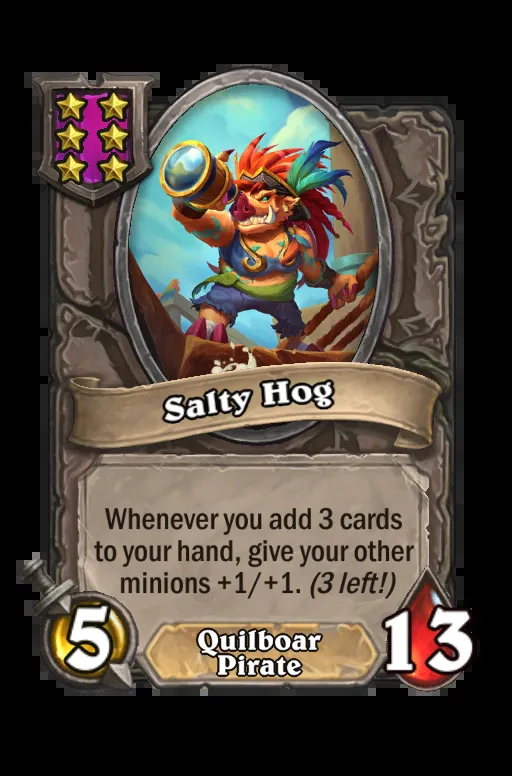 Salty Hog
Whenever you add 3 cards
to your hand, give your other
minions +1/+1. (3 left!)
5
Quilboar
Pirate
13